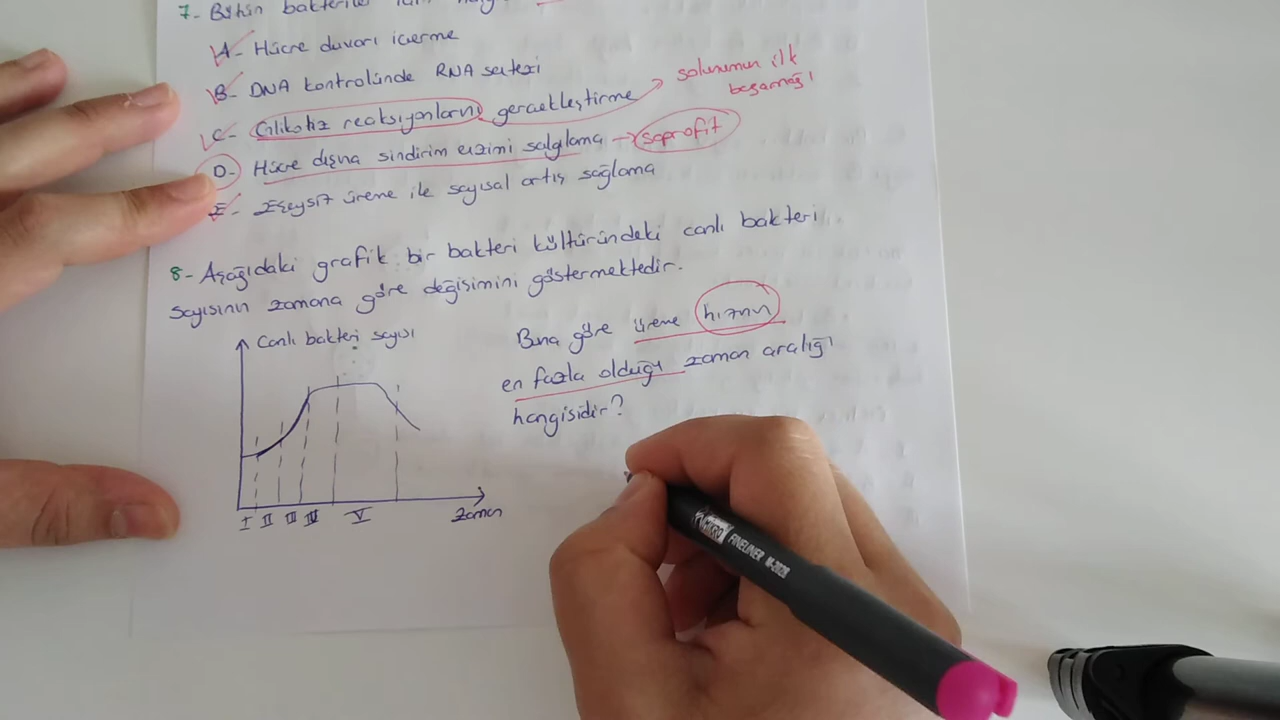 7- Bütün bakteriler için
A- Hücre duvarı içerme
B- DNA kontrolünde RNA sentezi
C- Glikoliz reaksiyonlarını gerçekleştirme → solunumun ilk basamağı
D- Hücre dışına sindirim enzimi salgılama → saprofit
E- Eşeysiz üreme ile sayısal artış sağlama
8- Aşağıdaki grafik bir bakteri kültüründeki canlı bakteri
sayısının zamana göre değişimini göstermektedir.
Canlı bakteri sayısı
I II III IV V
zaman
Buna göre üreme hızının
en fazla olduğu zaman aralığı
hangisidir?
MIKRO FINELINER